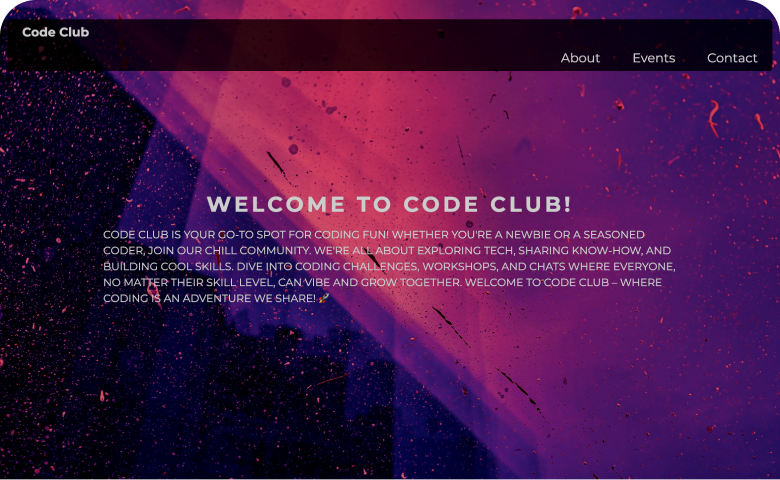 Code Club
About Events Contact
WELCOME TO CODE CLUB!
CODE CLUB IS YOUR GO-TO SPOT FOR CODING FUN! WHETHER YOU'RE A NEWBIE OR A SEASONED
CODER, JOIN OUR CHILL COMMUNITY. WE'RE ALL ABOUT EXPLORING TECH, SHARING KNOW-HOW, AND
BUILDING COOL SKILLS. DIVE INTO CODING CHALLENGES, WORKSHOPS, AND CHATS WHERE EVERYONE,
NO MATTER THEIR SKILL LEVEL, CAN VIBE AND GROW TOGETHER. WELCOME TO CODE CLUB – WHERE
CODING IS AN ADVENTURE WE SHARE! 🚀